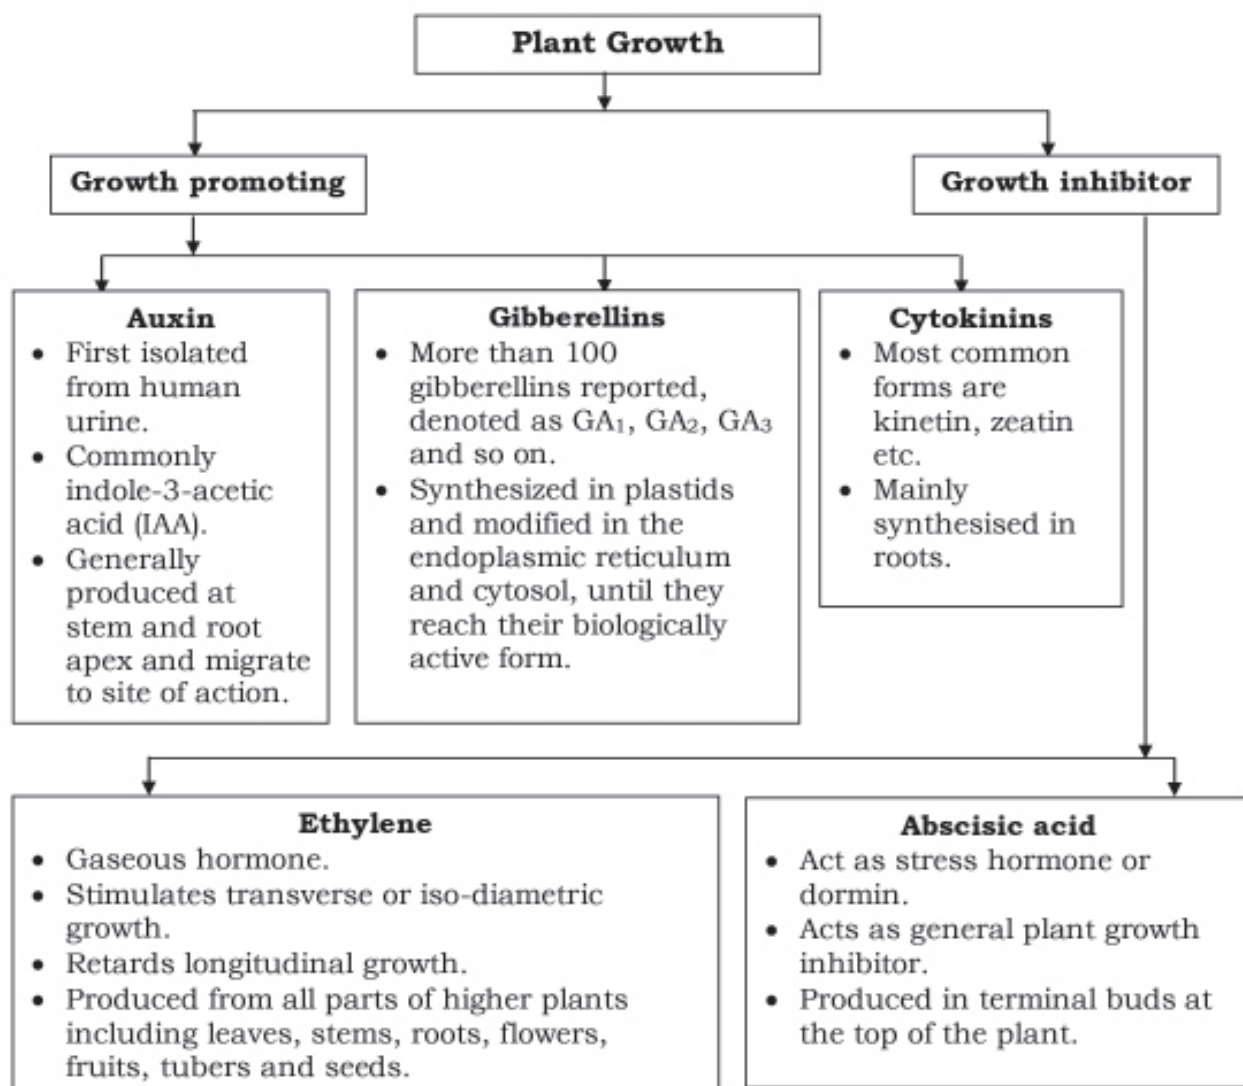 Plant Growth
Growth promoting
Growth inhibitor
Auxin
• First isolated
from human
urine.
• Commonly
indole-3-acetic
acid (IAA).
• Generally
produced at
stem and root
apex and migrate
to site of action.
Gibberellins
• More than 100
gibberellins reported,
denoted as GA₁, GA₂, GA₃
and so on.
• Synthesized in plastids
and modified in the
endoplasmic reticulum
and cytosol, until they
reach their biologically
active form.
Cytokinins
• Most common
forms are
kinetin, zeatin
etc.
• Mainly
synthesised in
roots.
Ethylene
• Gaseous hormone.
• Stimulates transverse or iso-diametric
growth.
• Retards longitudinal growth.
• Produced from all parts of higher plants
including leaves, stems, roots, flowers,
fruits, tubers and seeds.
Abscisic acid
• Act as stress hormone or
dormin.
• Acts as general plant growth
inhibitor.
• Produced in terminal buds at
the top of the plant.